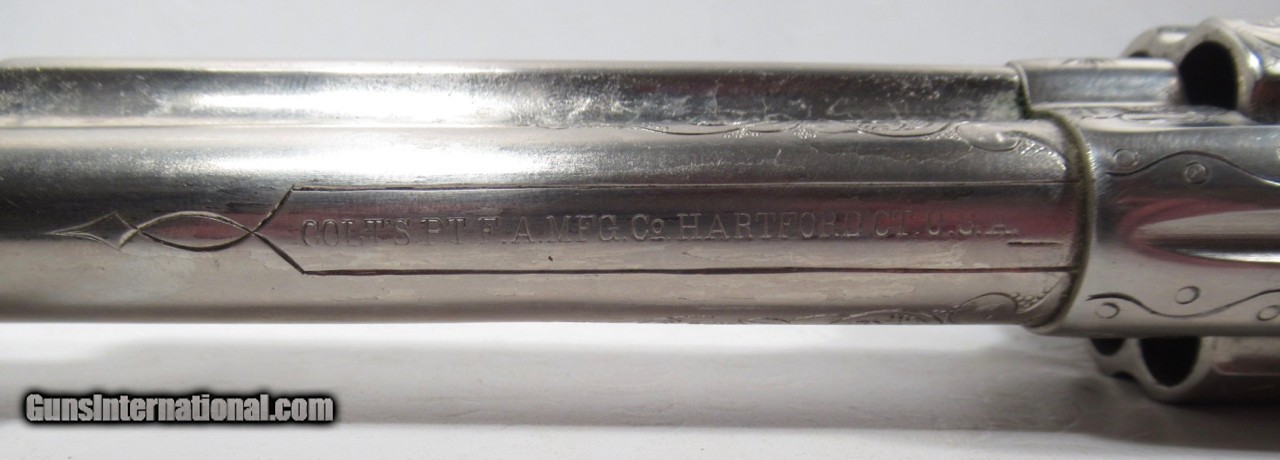 COLT'S PT. F. A. MFG. Co HARTFORD. CT. U.S.A.
GunsInternational.com